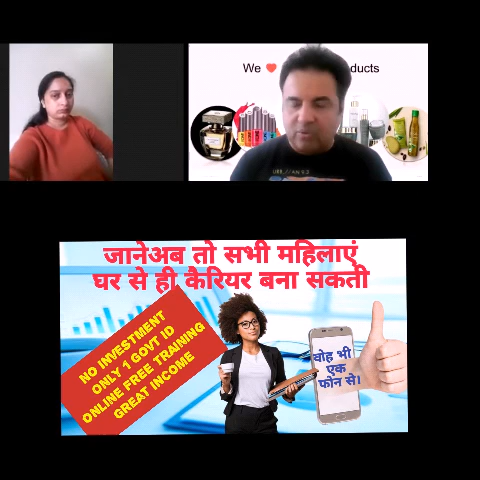 We ❤ ducts
जानेअब तो सभी महिलाएं
घर से ही कैरियर बना सकती
NO INVESTMENT
ONLY 1 GOVT ID
ONLINE FREE TRAINING
GREAT INCOME
वोह भी
एक
फोन से।